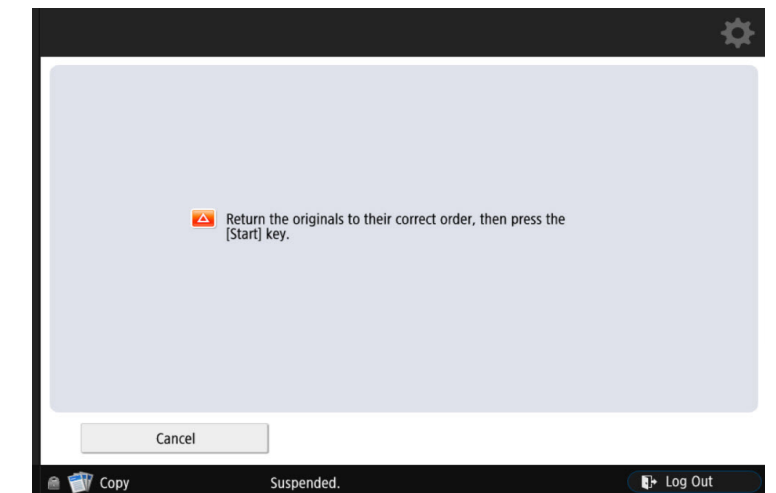 Return the originals to their correct order, then press the
[Start] key.
Cancel
Copy
Suspended.
Log Out